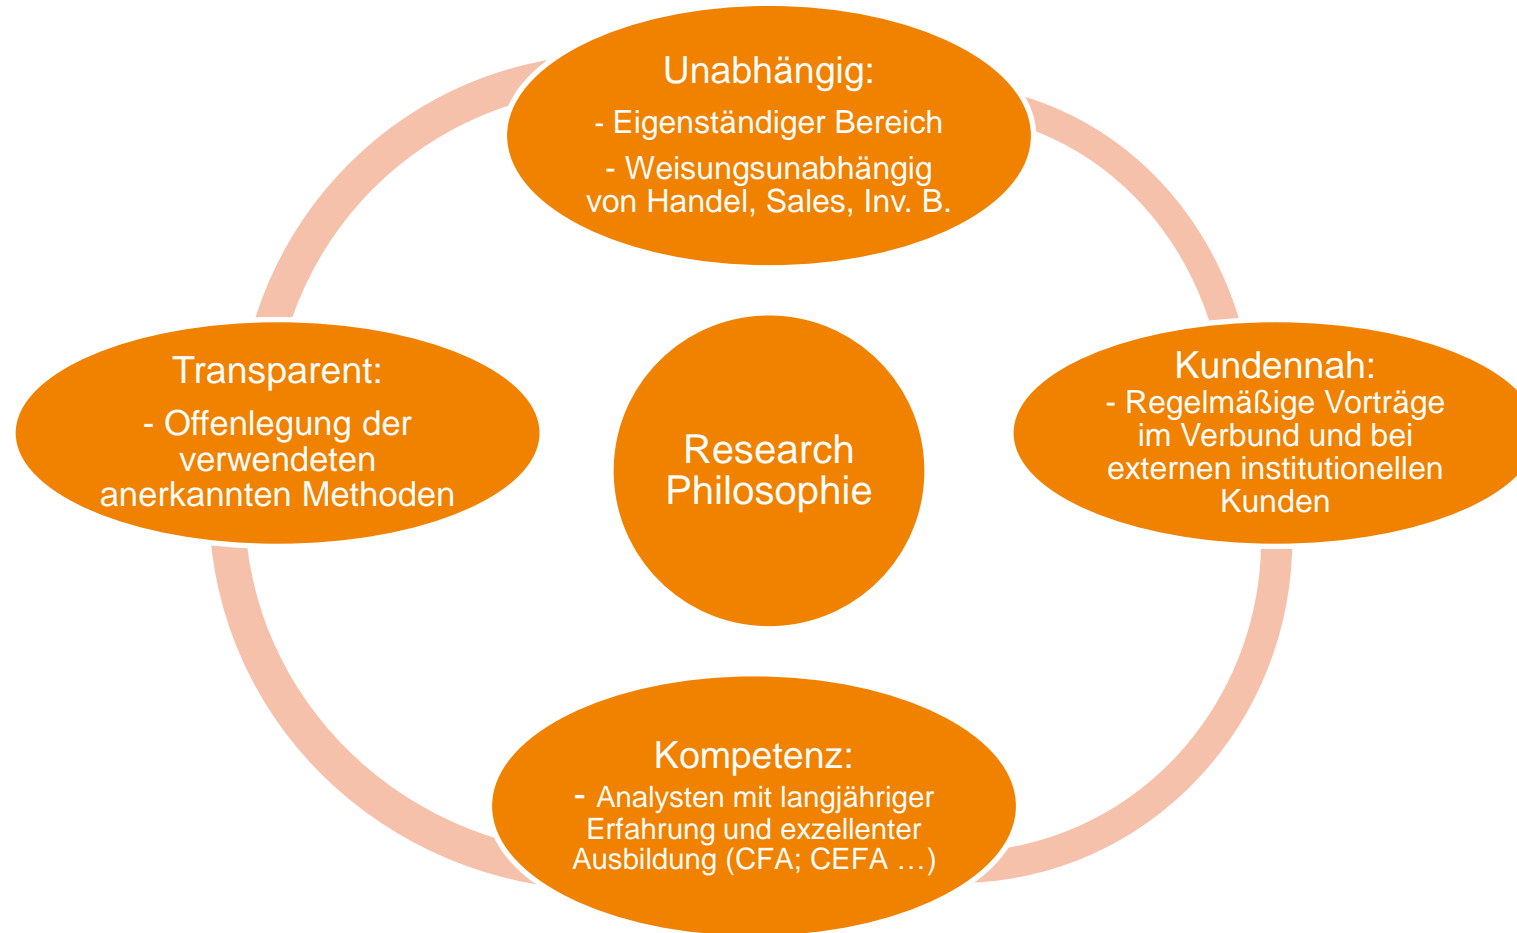 Unabhängig:
- Eigenständiger Bereich
- Weisungsunabhängig
von Handel, Sales, Inv. B.
Transparent:
- Offenlegung der
verwendeten
anerkannten Methoden
Research
Philosophie
Kundennah:
- Regelmäßige Vorträge
im Verbund und bei
externen institutionellen
Kunden
Kompetenz:
- Analysten mit langjähriger
Erfahrung und exzellenter
Ausbildung (CFA; CEFA …)